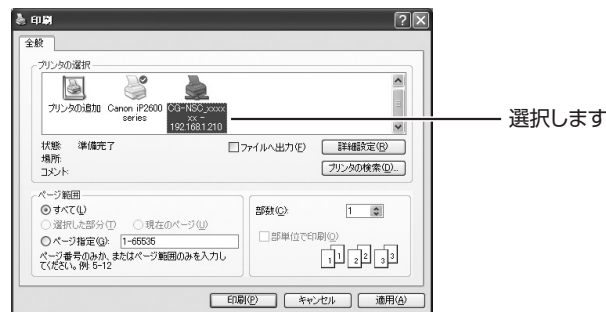 印刷
全般
プリンタの選択
プリンタの追加
Canon iP2600
series
CG-NSC_xxxx
xx -
192.168.1.210
選択します
状態: 準備完了
場所:
コメント:
ファイルへ出力(F)
詳細設定(R)
プリンタの検索(D)...
ページ範囲
すべて(L)
選択した部分(T)
現在のページ(U)
ページ指定(G): 1-65535
ページ番号のみか、またはページ範囲のみを入力し
てください。例: 5-12
部数(C): 1
部単位で印刷(O)
1 1 2 2 3 3
印刷(P)
キャンセル
適用(A)